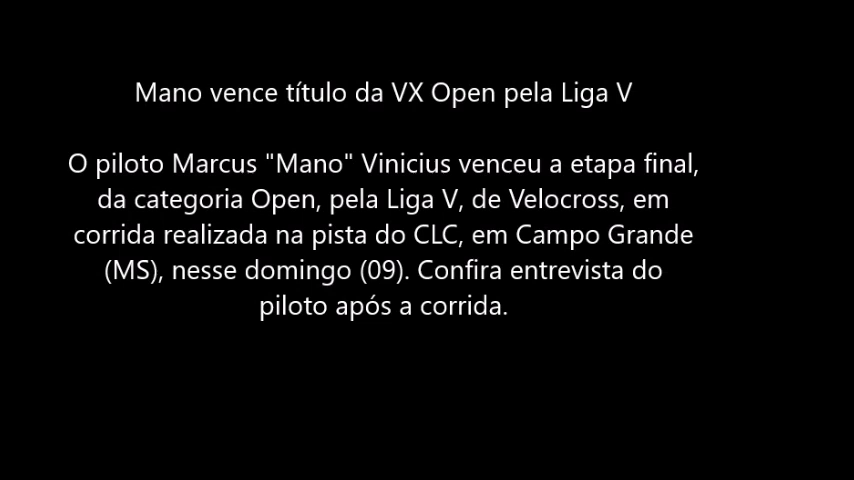 Mano vence título da VX Open pela Liga V
O piloto Marcus "Mano" Vinicius venceu a etapa final,
da categoria Open, pela Liga V, de Velocross, em
corrida realizada na pista do CLC, em Campo Grande
(MS), nesse domingo (09). Confira entrevista do
piloto após a corrida.